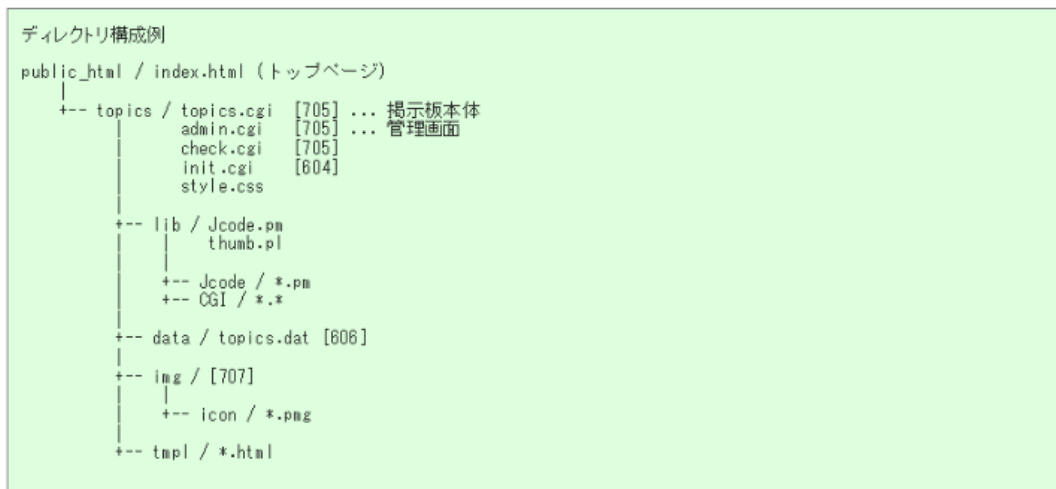 ディレクトリ構成例
public_html / index.html (トップページ)
|
+-- topics / topics.cgi [705] ... 掲示板本体
| admin.cgi [705] ... 管理画面
| check.cgi [705]
| init.cgi [604]
| style.css
|
+-- lib / Jcode.pm
| | thumb.pl
| |
| +-- Jcode / *.pm
| +-- CGI / *.*
|
+-- data / topics.dat [606]
|
+-- img / [707]
| |
| +-- icon / *.png
|
+-- tmpl / *.html